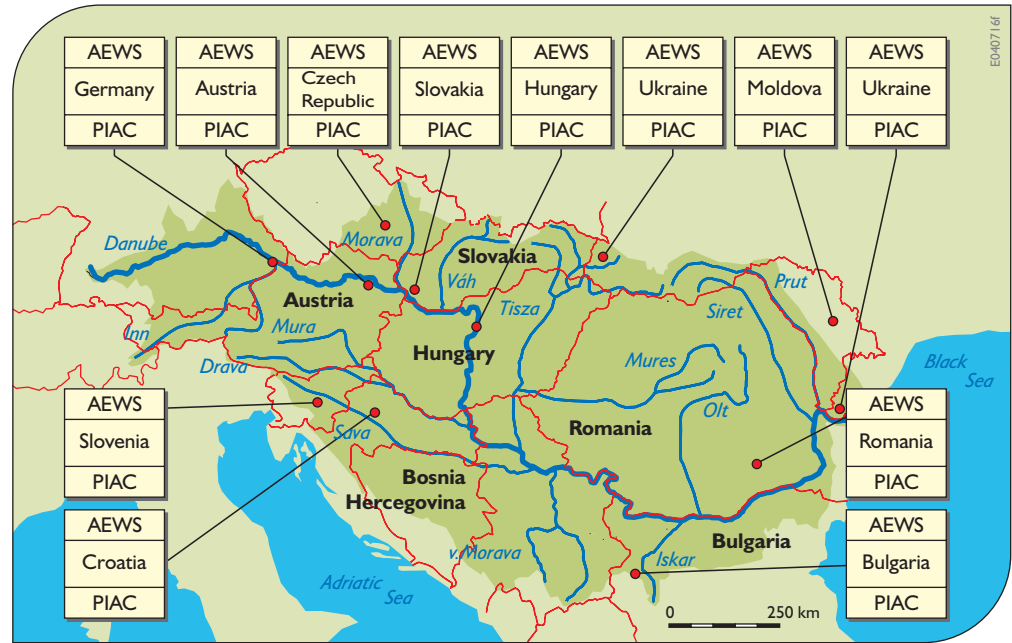 E040716f
AEWS
Germany
PIAC
AEWS
Austria
PIAC
AEWS
Czech
Republic
PIAC
AEWS
Slovakia
PIAC
AEWS
Hungary
PIAC
AEWS
Ukraine
PIAC
AEWS
Moldova
PIAC
AEWS
Ukraine
PIAC
Danube
Morava
Slovakia
Váh
Prut
Austria
Tisza
Siret
Inn
Mura
Hungary
Drava
Mures
Black
Sea
AEWS
Slovenia
PIAC
Sava
Olt
Romania
AEWS
Romania
PIAC
Bosnia
Hercegovina
AEWS
Croatia
PIAC
Adriatic
Sea
v.Morava
Iskar
Bulgaria
AEWS
Bulgaria
PIAC
0 250 km